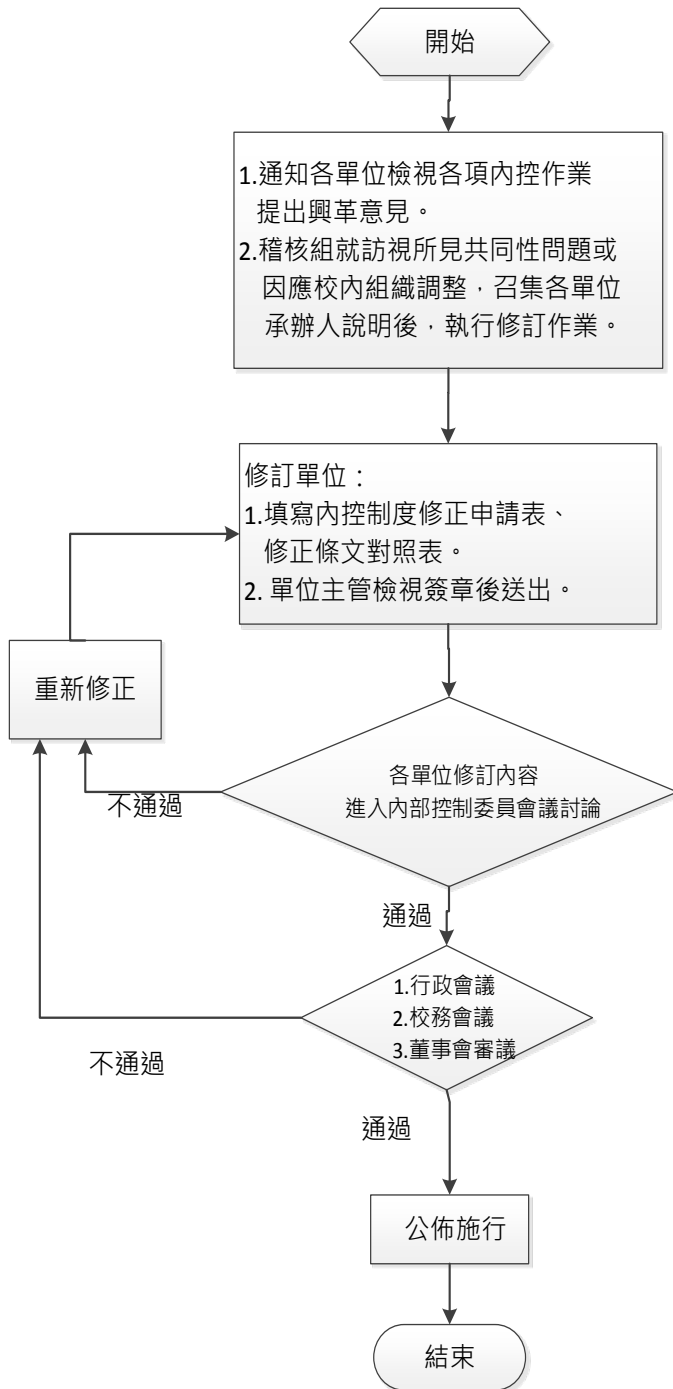 開始
1.通知各單位檢視各項內控作業
提出興革意見。
2.稽核組就訪視所見共同性問題或
因應校內組織調整，召集各單位
承辦人說明後，執行修訂作業。
修訂單位：
1.填寫內控制度修正申請表、
修正條文對照表。
2. 單位主管檢視簽章後送出。
重新修正
各單位修訂內容
進入內部控制委員會議討論
不通過
通過
1.行政會議
2.校務會議
3.董事會審議
不通過
通過
公佈施行
結束